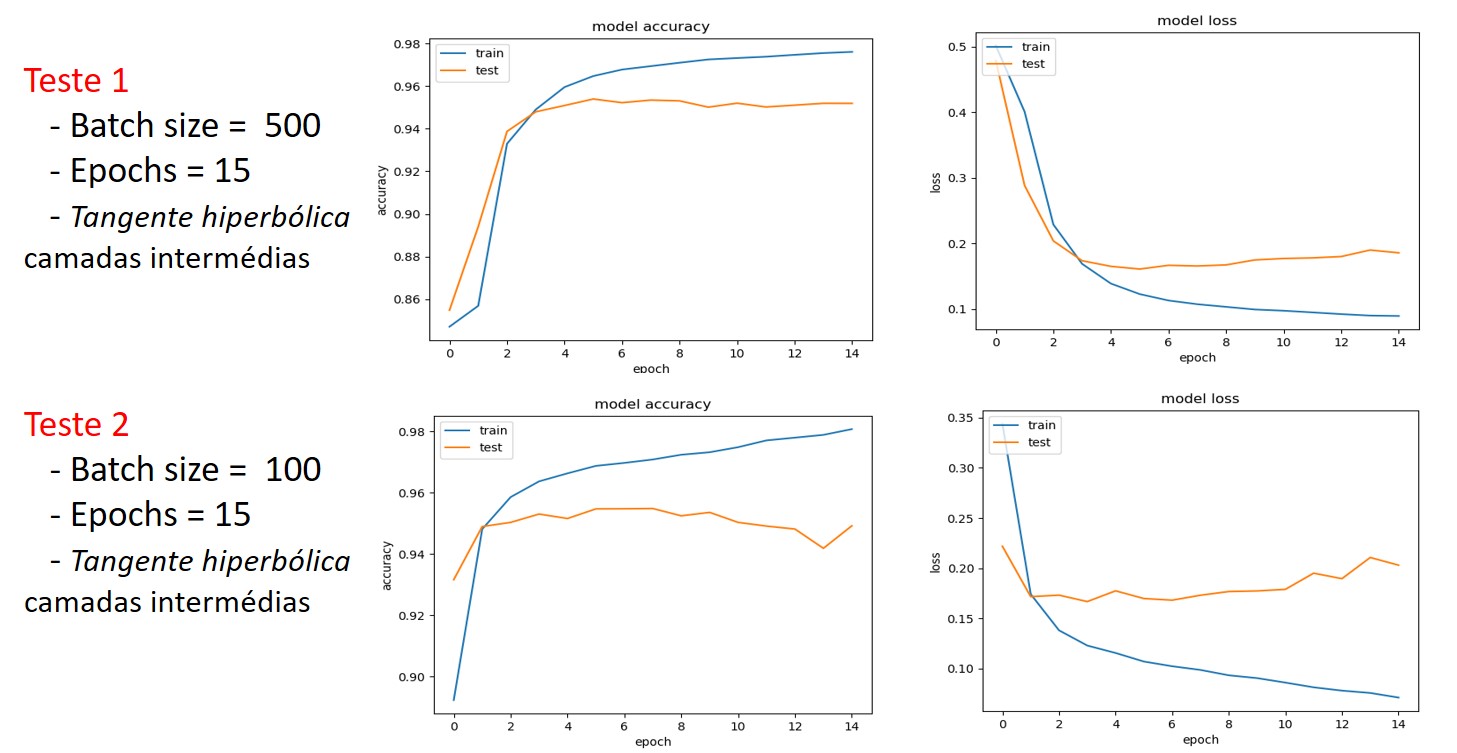 Teste 1
- Batch size = 500
- Epochs = 15
- Tangente hiperbólica
camadas intermédias
model accuracy
train
test
accuracy
0.98
0.96
0.94
0.92
0.90
0.88
0.86
0 2 4 6 8 10 12 14
epoch
model loss
train
test
loss
0.5
0.4
0.3
0.2
0.1
0 2 4 6 8 10 12 14
epoch
Teste 2
- Batch size = 100
- Epochs = 15
- Tangente hiperbólica
camadas intermédias
model accuracy
train
test
accuracy
0.98
0.96
0.94
0.92
0.90
0 2 4 6 8 10 12 14
epoch
model loss
train
test
loss
0.35
0.30
0.25
0.20
0.15
0.10
0 2 4 6 8 10 12 14
epoch